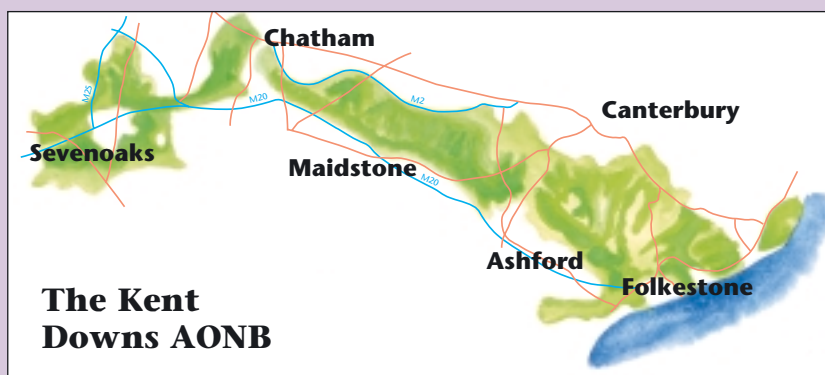 Chatham
M25
M20
M2
Canterbury
Sevenoaks
Maidstone
M20
Ashford
Folkestone
The Kent
Downs AONB